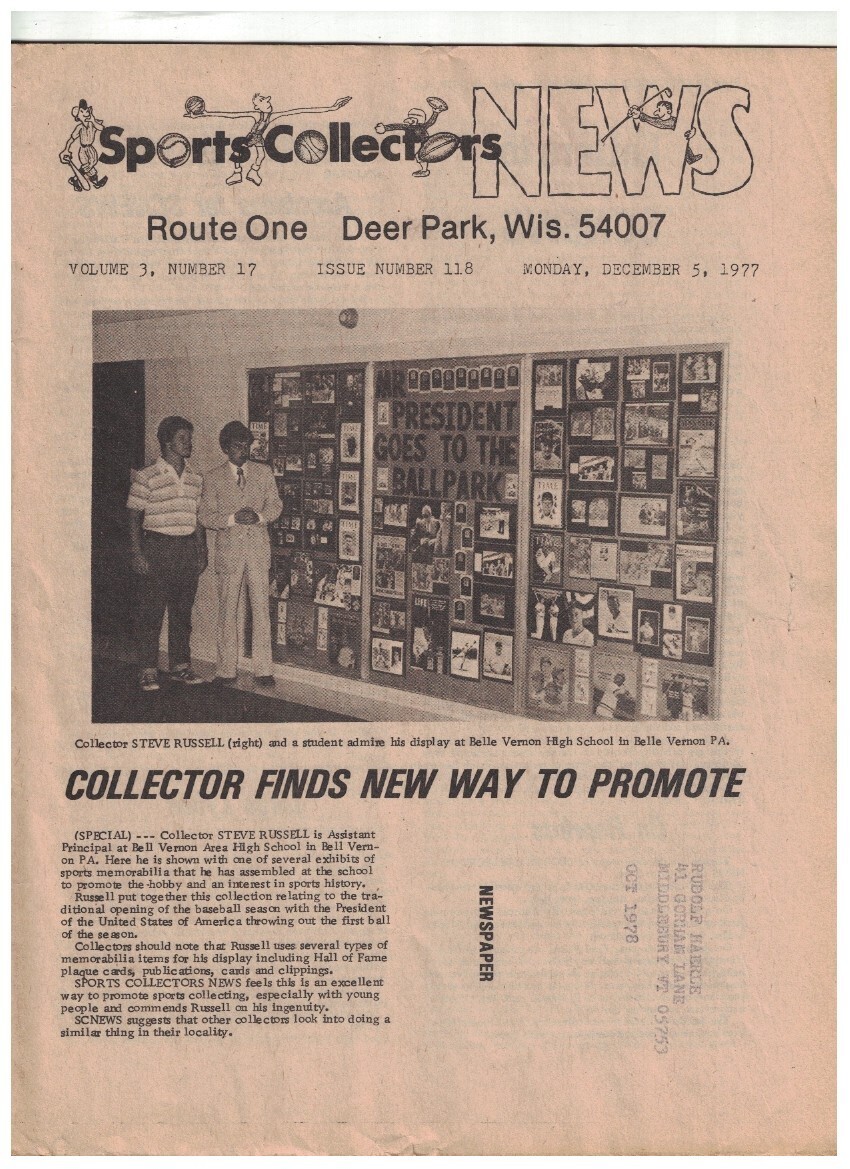 Sports Collectors NEWS
Route One Deer Park, Wis. 54007
VOLUME 3, NUMBER 17 ISSUE NUMBER 118 MONDAY, DECEMBER 5, 1977
MR
PRESIDENT
GOES TO THE
BALLPARK
TIME
TIME
TIME
TIME
TIME
TIME
LIFE
Collector STEVE RUSSELL (right) and a student admire his display at Belle Vernon High School in Belle Vernon PA.
COLLECTOR FINDS NEW WAY TO PROMOTE
(SPECIAL) --- Collector STEVE RUSSELL is Assistant
Principal at Bell Vernon Area High School in Bell Vern-
on PA. Here he is shown with one of several exhibits of
sports memorabilia that he has assembled at the school
to promote the hobby and an interest in sports history.
Russell put together this collection relating to the tra-
ditional opening of the baseball season with the President
of the United States of America throwing out the first ball
of the season.
Collectors should note that Russell uses several types of
memorabilia items for his display including Hall of Fame
plaque cards, publications, cards and clippings.
SPORTS COLLECTORS NEWS feels this is an excellent
way to promote sports collecting, especially with young
people and commends Russell on his ingenuity.
SCNEWS suggests that other collectors look into doing a
similar thing in their locality.
NEWSPAPER
RUDOLF HAERLE
41 GORHAM LANE
MIDDLEBURY VT 05753
OCT 1978